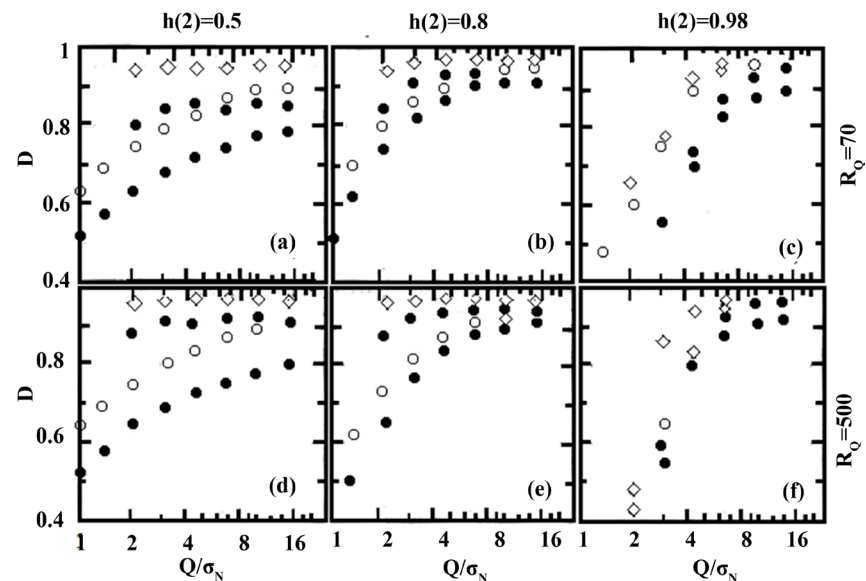 h(2)=0.5 h(2)=0.8 h(2)=0.98
1
0.8
0.6
0.4
D
(a) (b) (c)
R_Q=70
0.8
0.6
0.4
D
(d) (e) (f)
R_Q=500
1 2 4 8 16 1 2 4 8 16 1 2 4 8 16
Q/σ_N Q/σ_N Q/σ_N